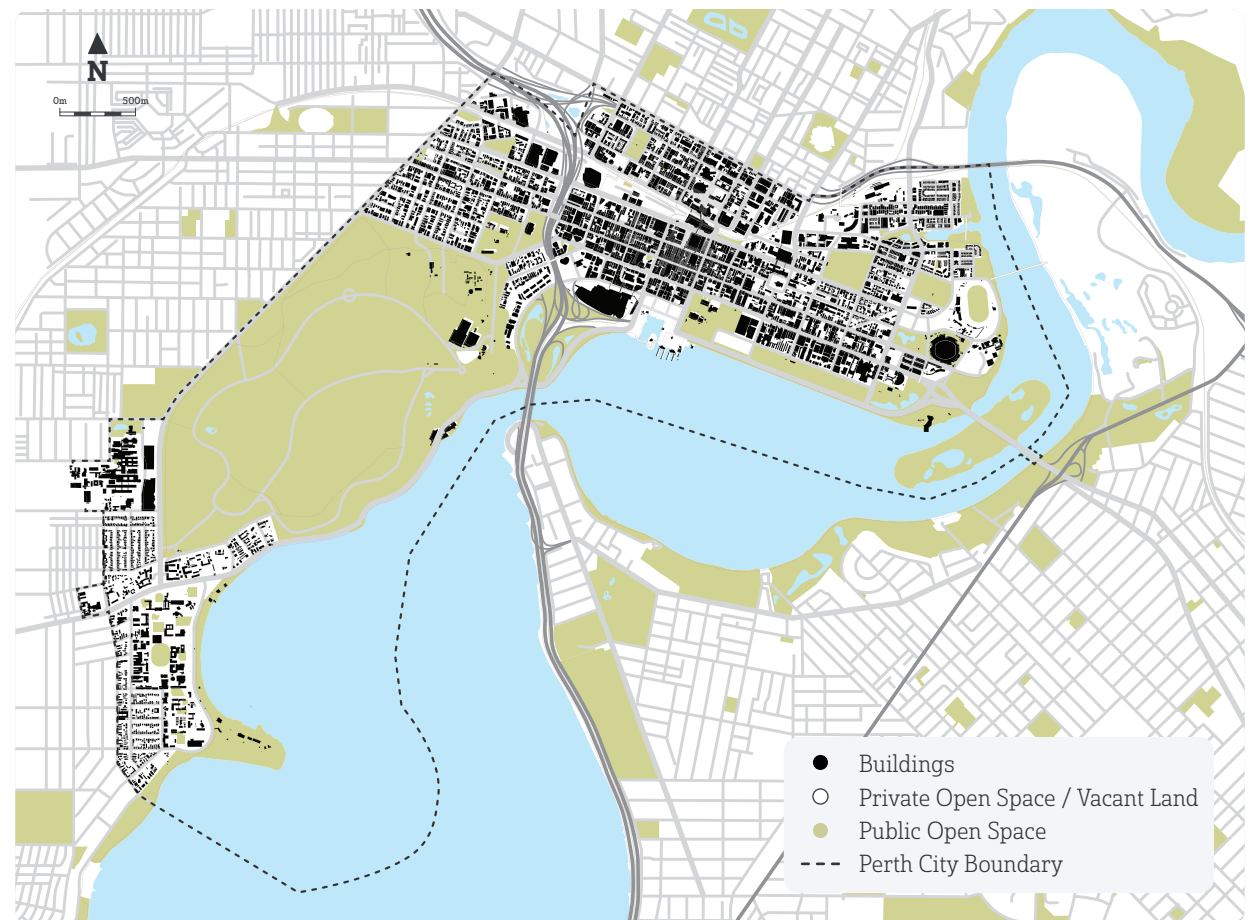 N
0m 500m
Buildings
Private Open Space / Vacant Land
Public Open Space
Perth City Boundary